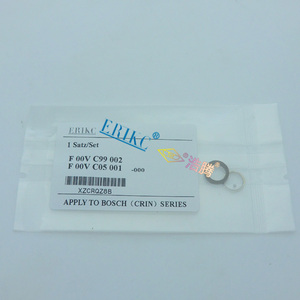 ERIKC
ERIKC®
1 Satz/Set
F 00V C99 002
F 00V C05 001 -000
XZCRQZ8B
APPLY TO BOSCH (CRIN) SERIES